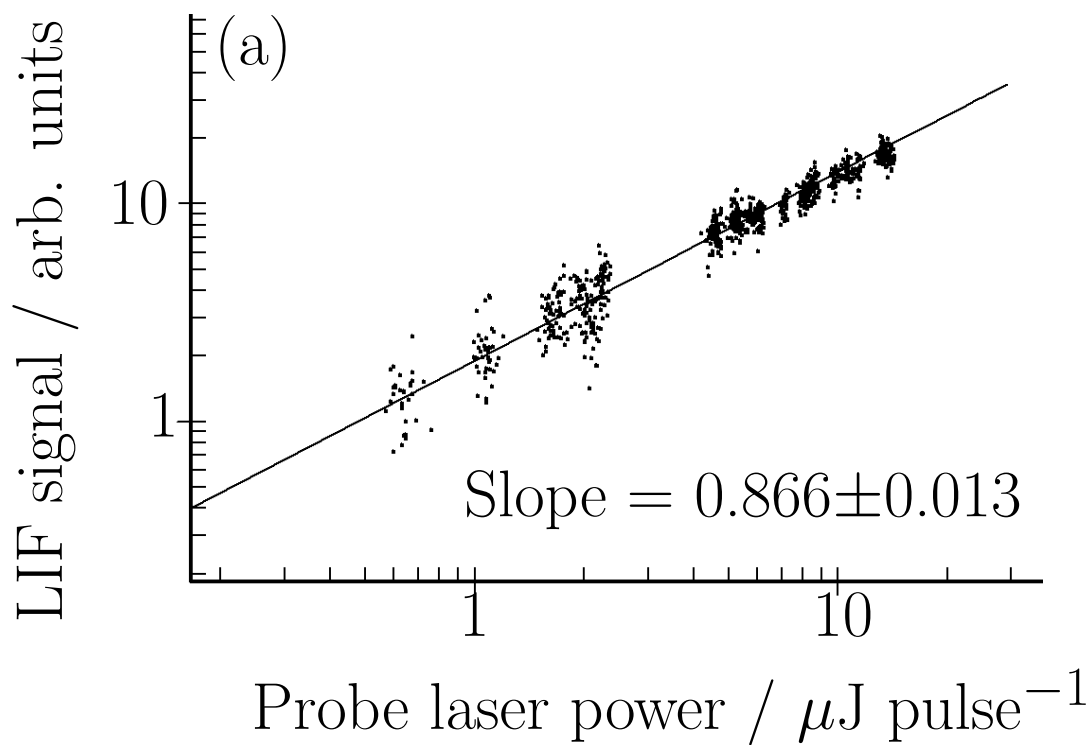 (a)
LIF signal / arb. units
10
1
Slope = 0.866±0.013
1 10
Probe laser power / μJ pulse⁻¹